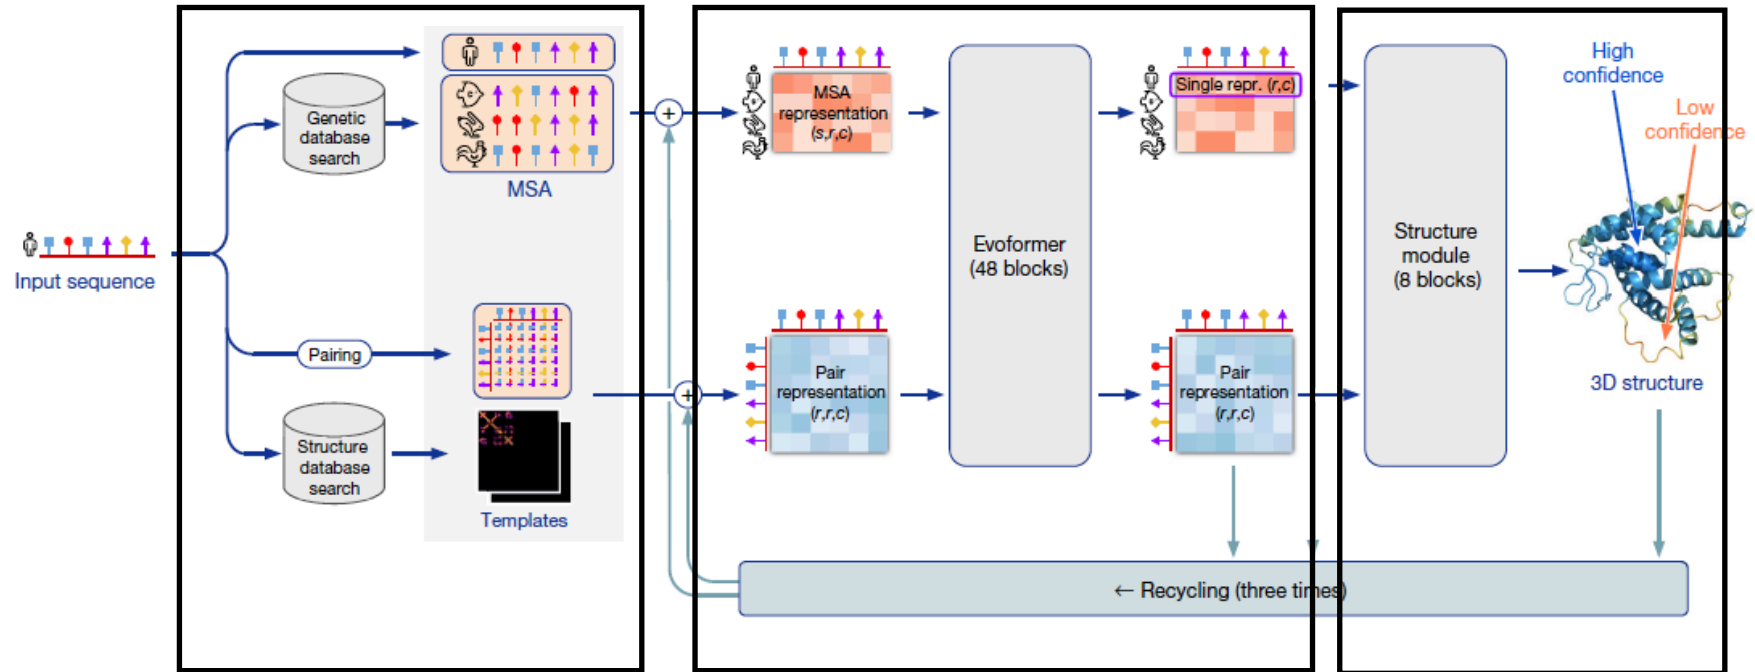 Input sequence
Genetic
database
search
MSA
Pairing
Structure
database
search
Templates
+
+
MSA
representation
(s,r,c)
Pair
representation
(r,r,c)
Evoformer
(48 blocks)
Single repr. (r,c)
Pair
representation
(r,r,c)
Structure
module
(8 blocks)
High
confidence
Low
confidence
3D structure
← Recycling (three times)